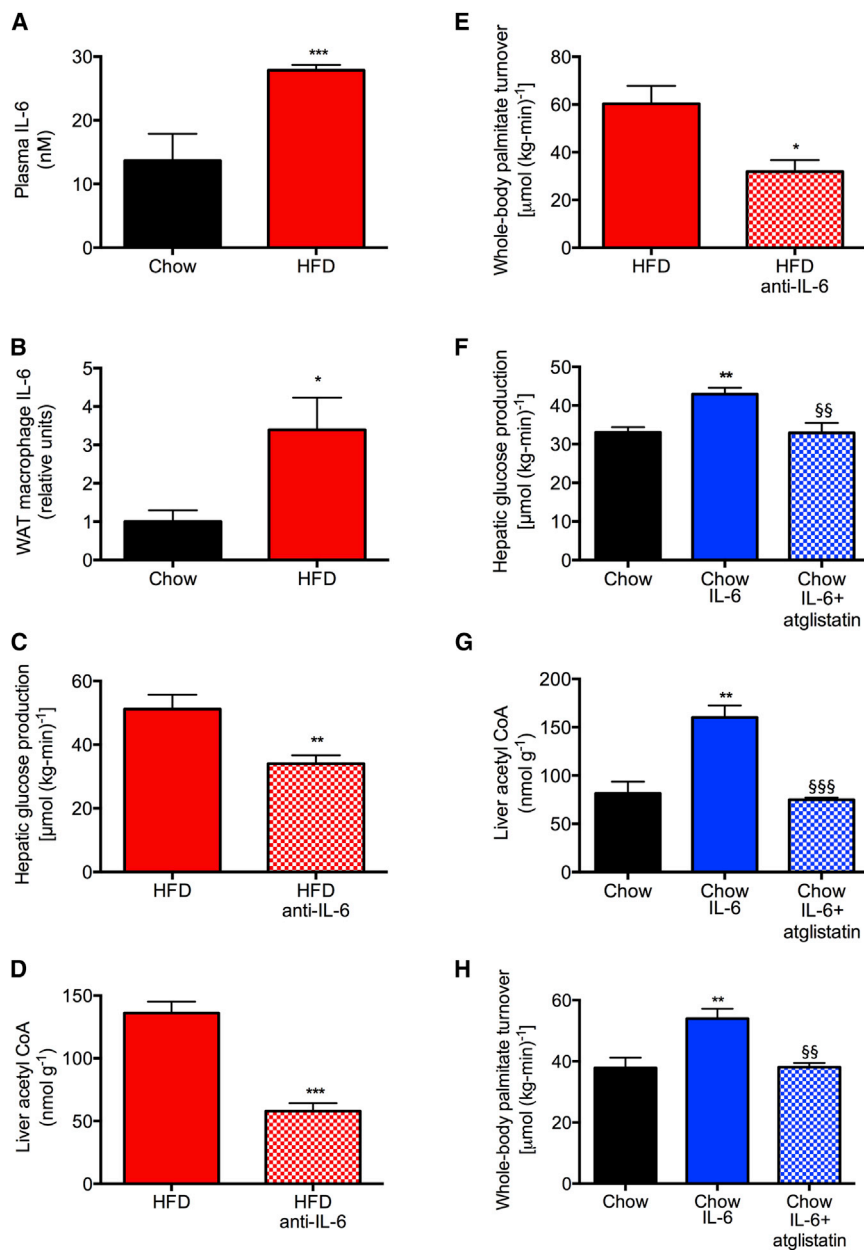 A
Plasma IL-6
(nM)
30
20
10
0
***
Chow
HFD
B
WAT macrophage IL-6
(relative units)
5
4
3
2
1
0
*
Chow
HFD
C
Hepatic glucose production
[µmol (kg-min)⁻¹]
60
40
20
0
**
HFD
HFD
anti-IL-6
D
Liver acetyl CoA
(nmol g⁻¹)
150
100
50
0
***
HFD
HFD
anti-IL-6
E
Whole-body palmitate turnover
[µmol (kg-min)⁻¹]
80
60
40
20
0
*
HFD
HFD
anti-IL-6
F
Hepatic glucose production
[µmol (kg-min)⁻¹]
50
40
30
20
10
0
**
§§
Chow
Chow
IL-6
Chow
IL-6+
atglistatin
G
Liver acetyl CoA
(nmol g⁻¹)
200
150
100
50
0
**
§§§
Chow
Chow
IL-6
Chow
IL-6+
atglistatin
H
Whole-body palmitate turnover
[µmol (kg-min)⁻¹]
60
40
20
0
**
§§
Chow
Chow
IL-6
Chow
IL-6+
atglistatin